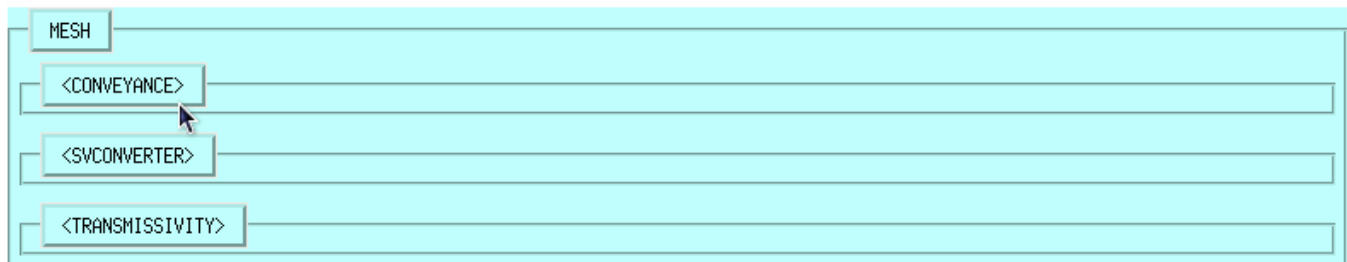 MESH
<CONVEYANCE>
<SVCONVERTER>
<TRANSMISSIVITY>